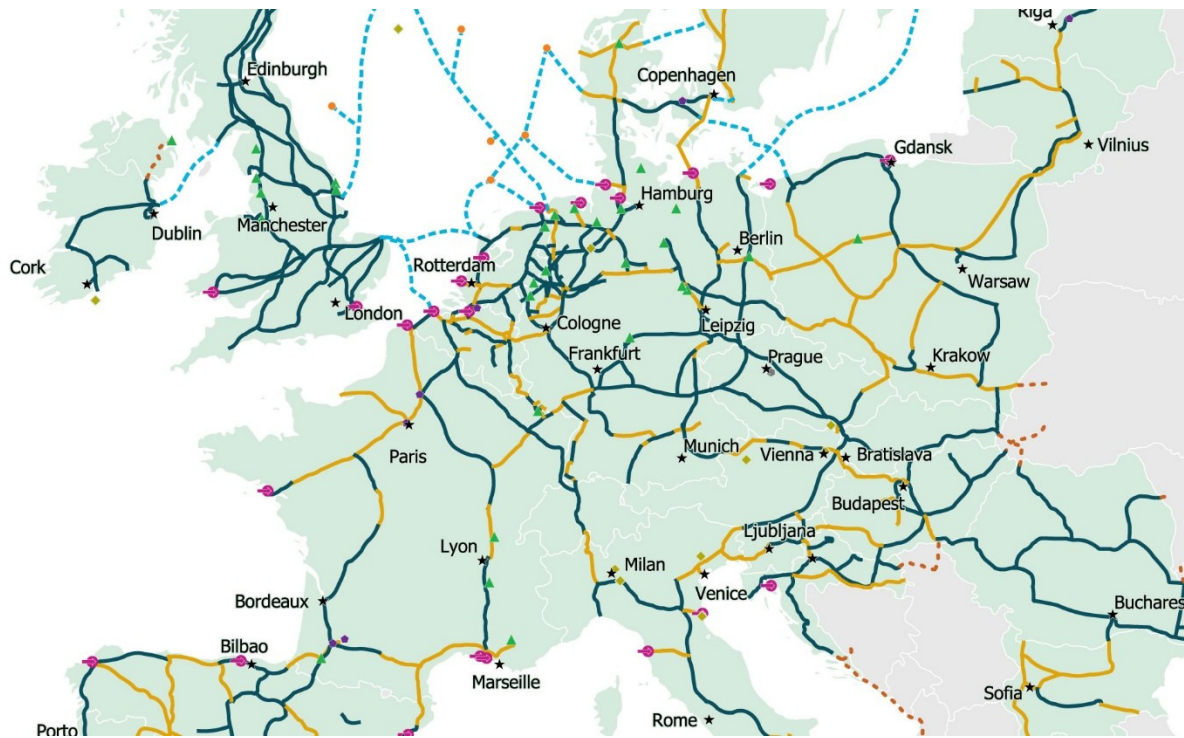 Riga
Edinburgh
Copenhagen
Gdansk
Vilnius
Hamburg
Manchester
Dublin
Berlin
Cork
Rotterdam
Warsaw
London
Cologne
Leipzig
Frankfurt
Prague
Krakow
Paris
Munich
Vienna
Bratislava
Budapest
Ljubljana
Lyon
Milan
Venice
Bordeaux
Buchares
Bilbao
Marseille
Sofia
Rome
Porto